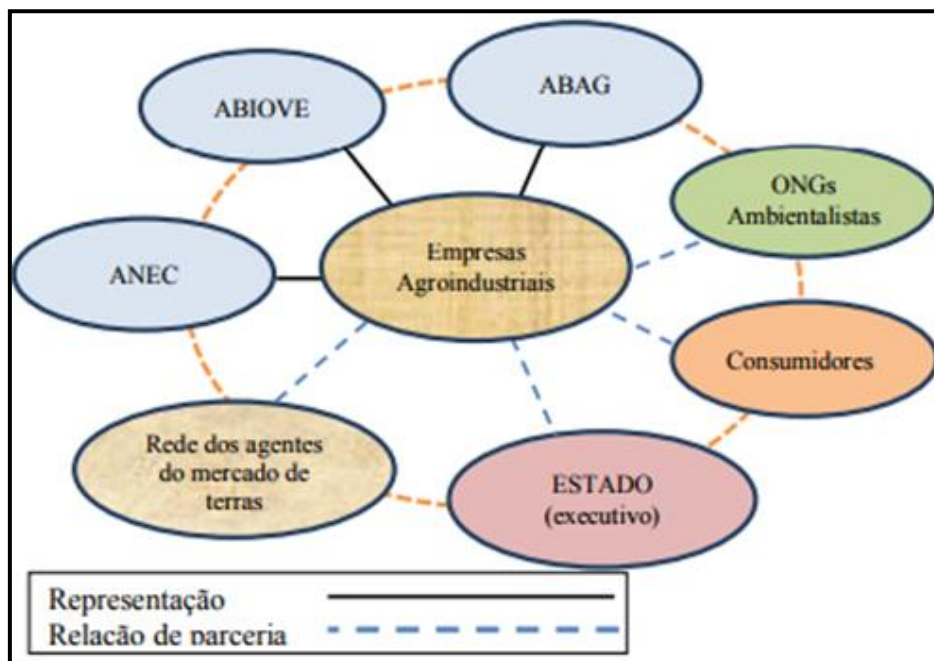 ABIOVE
ABAG
ONGs
Ambientalistas
Empresas
Agroindustriais
ANEC
Consumidores
Rede dos agentes
do mercado de
terras
ESTADO
(executivo)
Representação
Relação de parceria